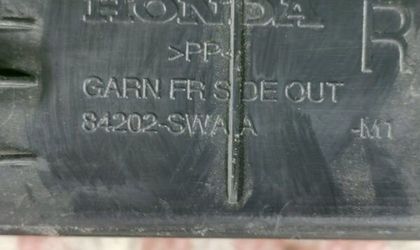 HONDA
>PP<
R
GARN FR SIDE OUT
84202-SWA A -M1